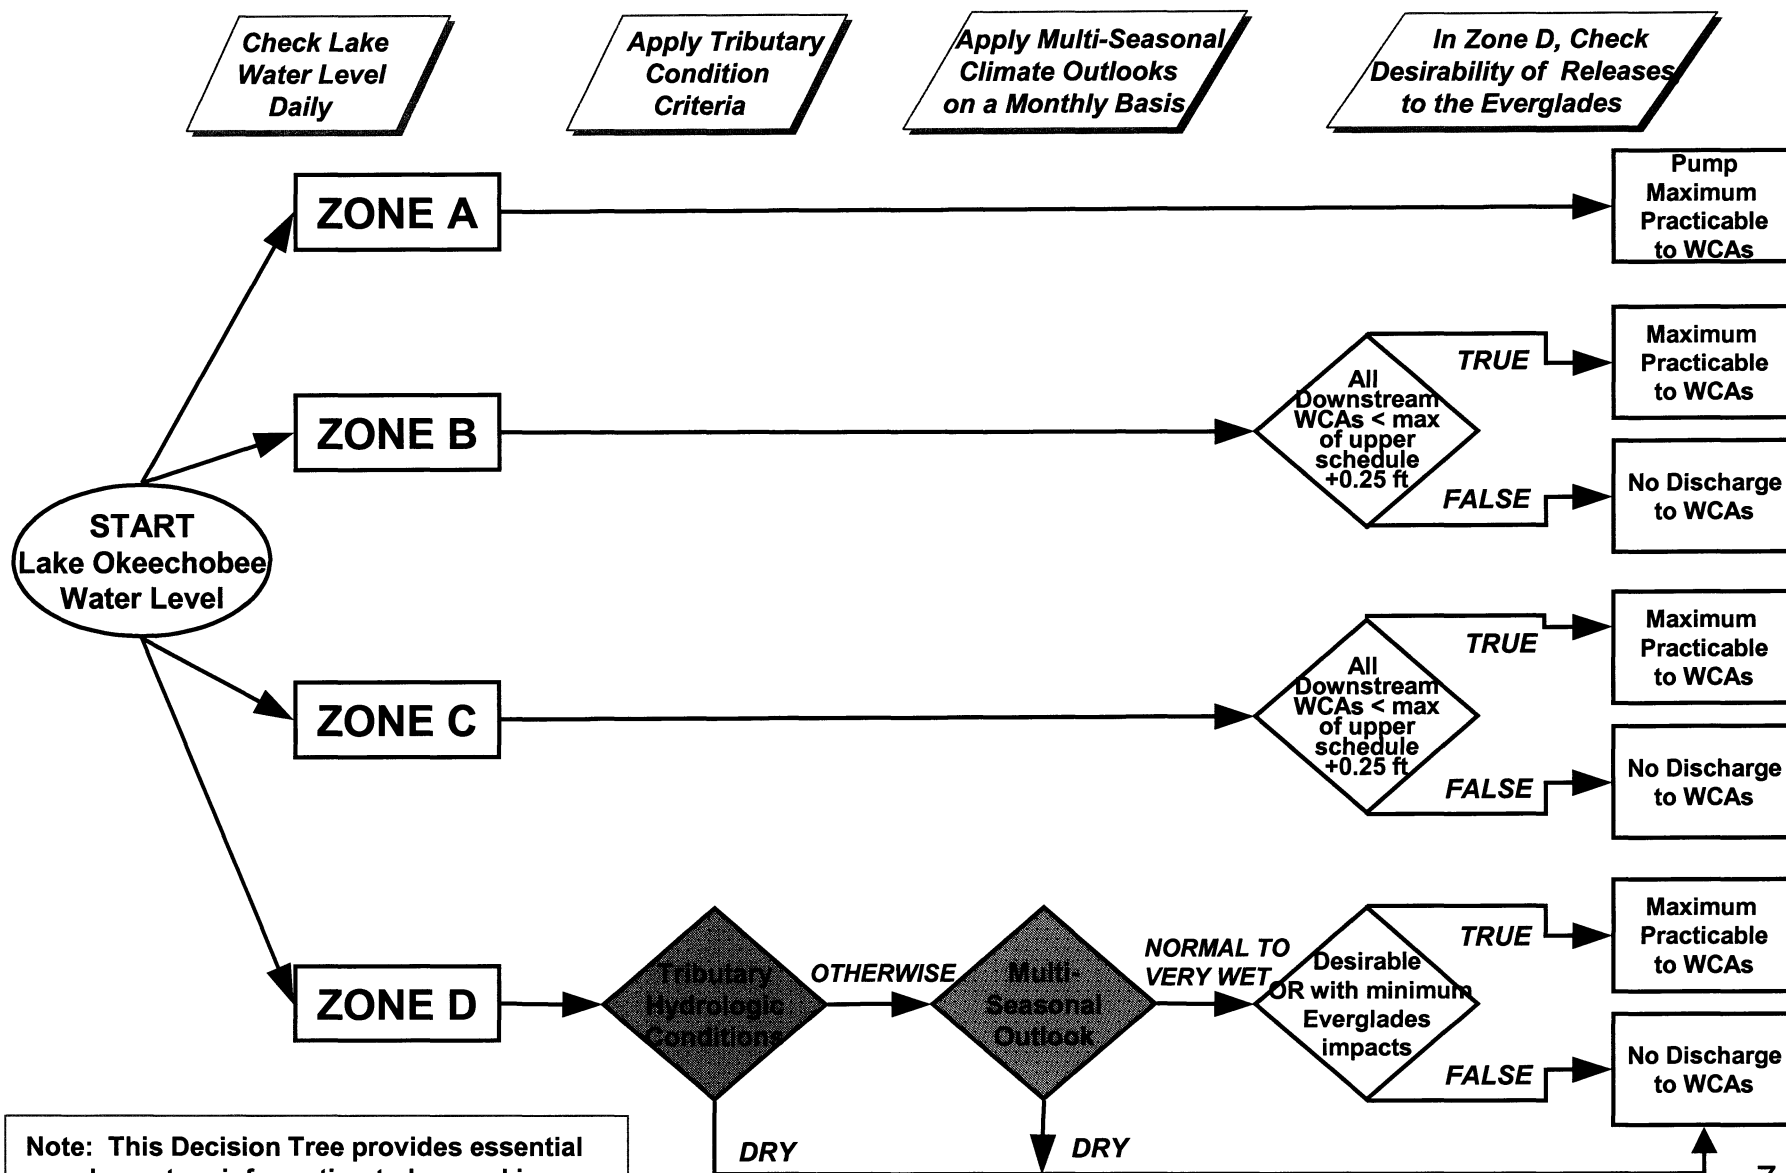 Check Lake
Water Level
Daily
Apply Tributary
Condition
Criteria
Apply Multi-Seasonal
Climate Outlooks
on a Monthly Basis
In Zone D, Check
Desirability of Releases
to the Everglades
ZONE A
Pump
Maximum
Practicable
to WCAs
ZONE B
All
Downstream
WCAs < max
of upper
schedule
+0.25 ft
TRUE
Maximum
Practicable
to WCAs
FALSE
No Discharge
to WCAs
START
Lake Okeechobee
Water Level
ZONE C
All
Downstream
WCAs < max
of upper
schedule
+0.25 ft
TRUE
Maximum
Practicable
to WCAs
FALSE
No Discharge
to WCAs
ZONE D
Tributary
Hydrologic
Conditions
OTHERWISE
Multi-
Seasonal
Outlook
NORMAL TO
VERY WET
Desirable
OR with minimum
Everglades
impacts
TRUE
Maximum
Practicable
to WCAs
FALSE
No Discharge
to WCAs
DRY
DRY
Note: This Decision Tree provides essential